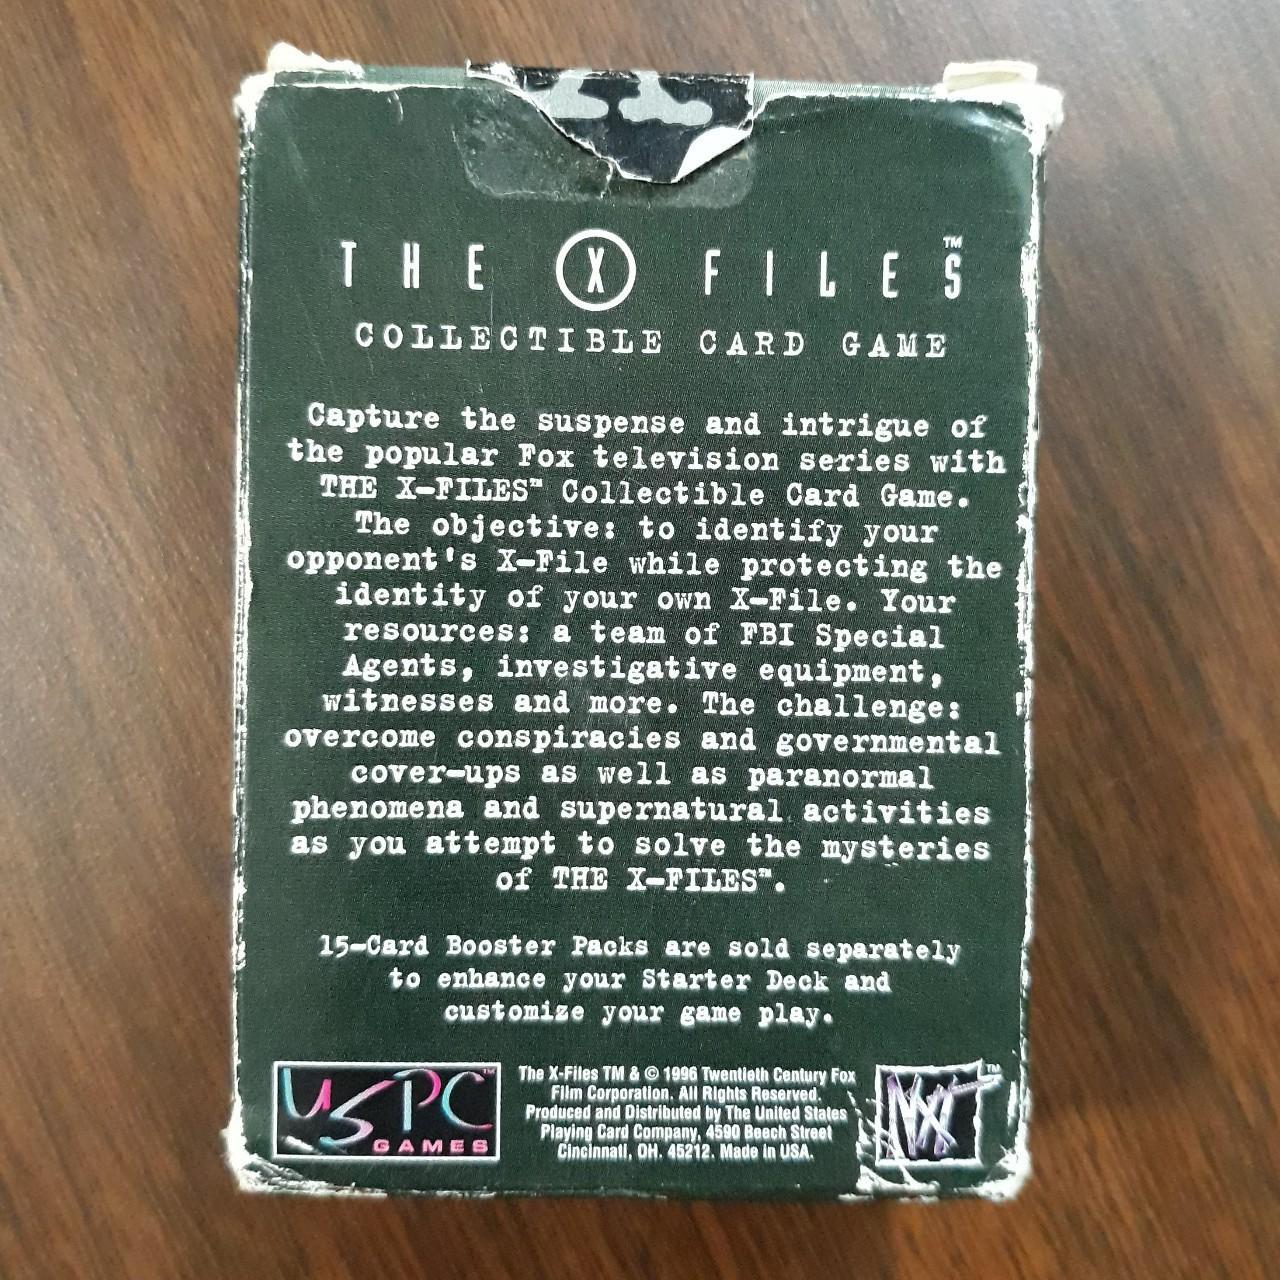 THE X FILES™
COLLECTIBLE CARD GAME
Capture the suspense and intrigue of
the popular Fox television series with
THE X-FILES™ Collectible Card Game.
The objective: to identify your
opponent's X-File while protecting the
identity of your own X-File. Your
resources: a team of FBI Special
Agents, investigative equipment,
witnesses and more. The challenge:
overcome conspiracies and governmental
cover-ups as well as paranormal
phenomena and supernatural activities
as you attempt to solve the mysteries
of THE X-FILES™.
15-Card Booster Packs are sold separately
to enhance your Starter Deck and
customize your game play.
USPC™
GAMES
The X-Files TM & © 1996 Twentieth Century Fox
Film Corporation. All Rights Reserved.
Produced and Distributed by The United States
Playing Card Company, 4590 Beech Street
Cincinnati, OH. 45212. Made in USA.